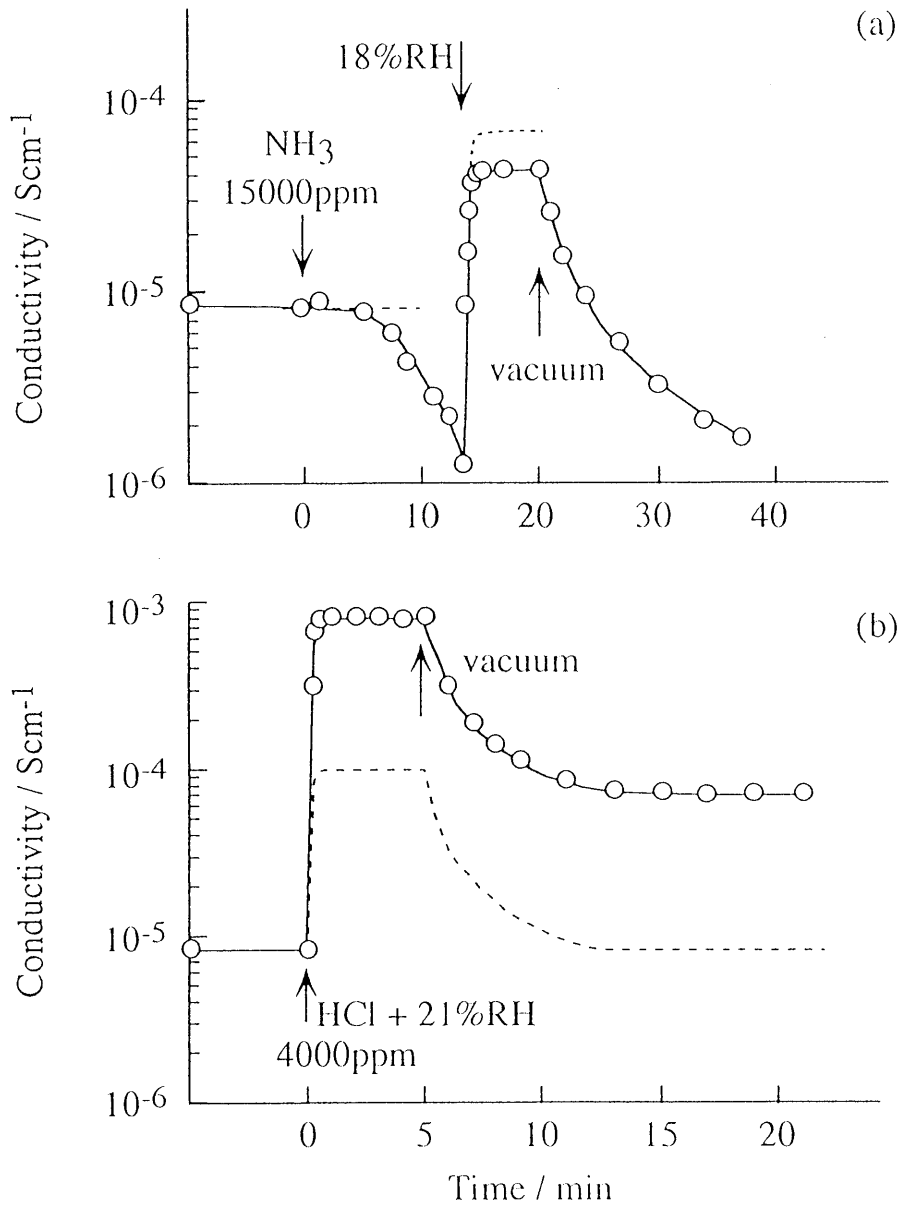 (a)
18%RH
10-4
NH3
15000ppm
10-5
vacuum
10-6
0 10 20 30 40
Conductivity / Scm-1
(b)
10-3
vacuum
10-4
10-5
HCl + 21%RH
4000ppm
10-6
0 5 10 15 20
Conductivity / Scm-1
Time / min